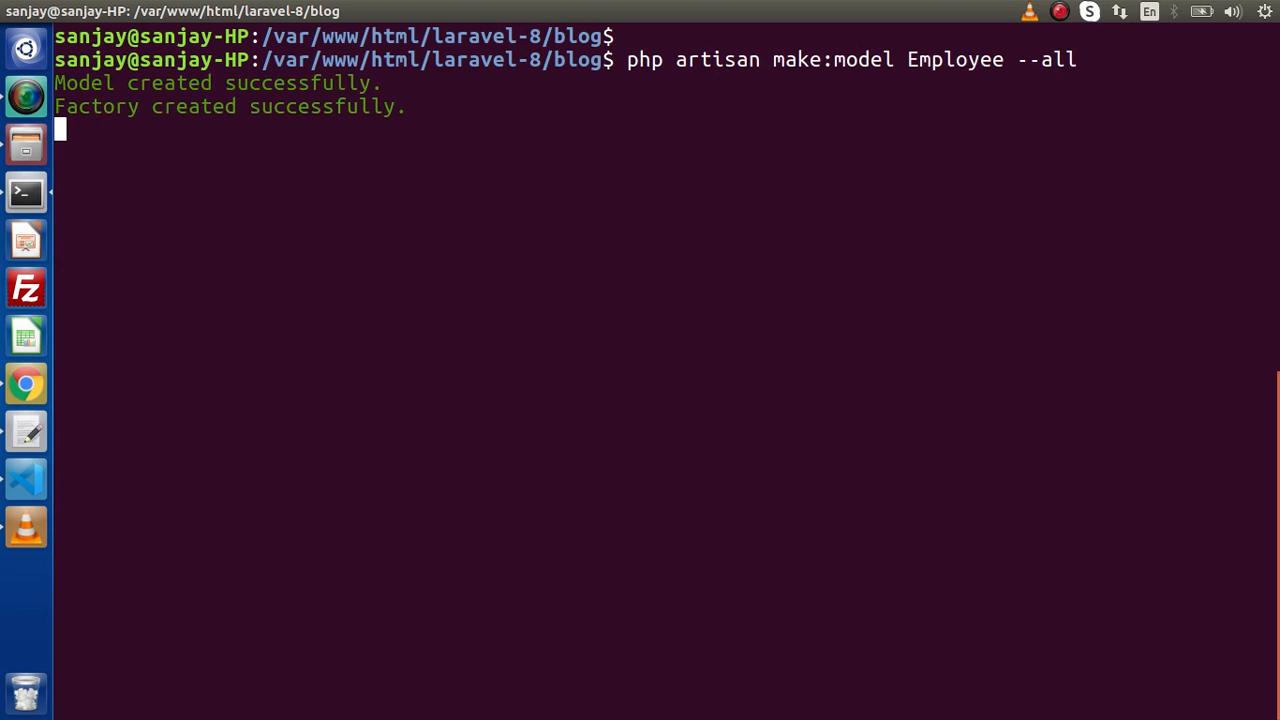 sanjay@sanjay-HP: /var/www/html/laravel-8/blog
S
En
sanjay@sanjay-HP:/var/www/html/laravel-8/blog$
sanjay@sanjay-HP:/var/www/html/laravel-8/blog$ php artisan make:model Employee --all
Model created successfully.
Factory created successfully.
>_
Fz